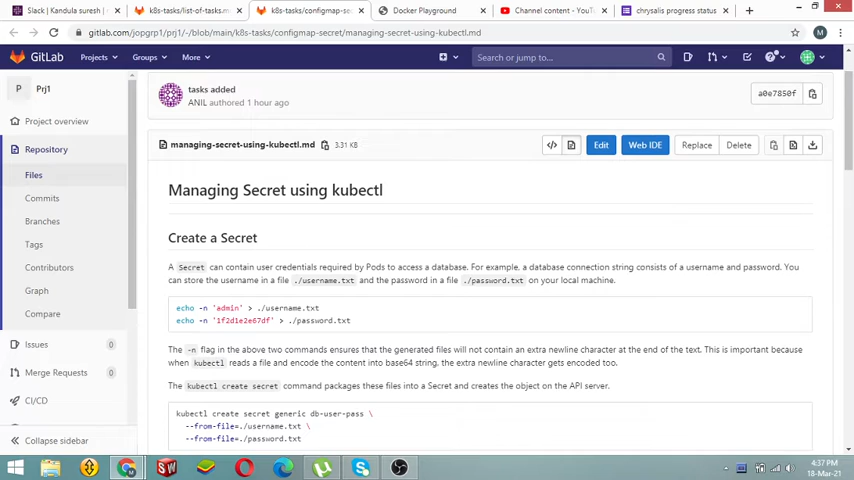 Slack | Kandula suresh |
k8s-tasks/list-of-tasks.m
k8s-tasks/configmap-sec
Docker Playground
Channel content - YouT
chrysalis progress status
gitlab.com/jopgrp1/prj1/-/blob/main/k8s-tasks/configmap-secret/managing-secret-using-kubectl.md
M
GitLab
Projects
Groups
More
Search or jump to...
P
Prj1
Project overview
Repository
Files
Commits
Branches
Tags
Contributors
Graph
Compare
Issues
0
Merge Requests
0
CI/CD
Collapse sidebar
tasks added
ANIL authored 1 hour ago
a0e7850f
managing-secret-using-kubectl.md
3.31 KB
</>
Edit
Web IDE
Replace
Delete
Managing Secret using kubectl
Create a Secret
A Secret can contain user credentials required by Pods to access a database. For example, a database connection string consists of a username and password. You
can store the username in a file ./username.txt and the password in a file ./password.txt on your local machine.
echo -n 'admin' > ./username.txt
echo -n '1f2d1e2e67df' > ./password.txt
The -n flag in the above two commands ensures that the generated files will not contain an extra newline character at the end of the text. This is important because
when kubectl reads a file and encode the content into base64 string, the extra newline character gets encoded too.
The kubectl create secret command packages these files into a Secret and creates the object on the API server.
kubectl create secret generic db-user-pass \
--from-file=./username.txt \
--from-file=./password.txt
4:37 PM
18-Mar-21